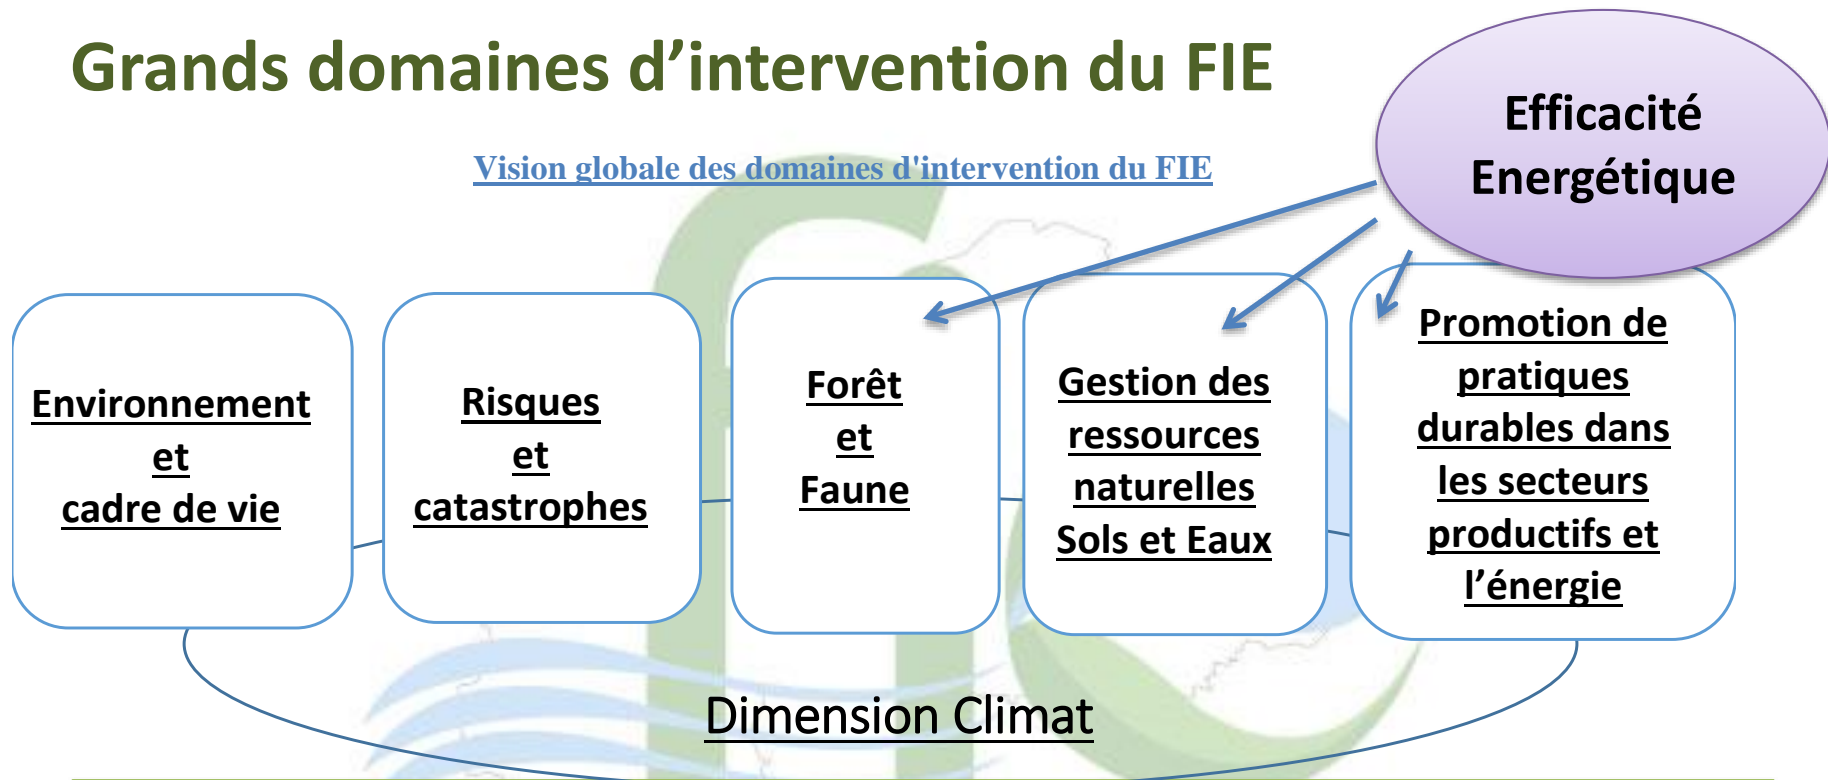 Grands domaines d’intervention du FIE
Efficacité
Energétique
Vision globale des domaines d'intervention du FIE
Environnement
et
cadre de vie
Risques
et
catastrophes
Forêt
et
Faune
Gestion des
ressources
naturelles
Sols et Eaux
Promotion de
pratiques
durables dans
les secteurs
productifs et
l’énergie
Dimension Climat